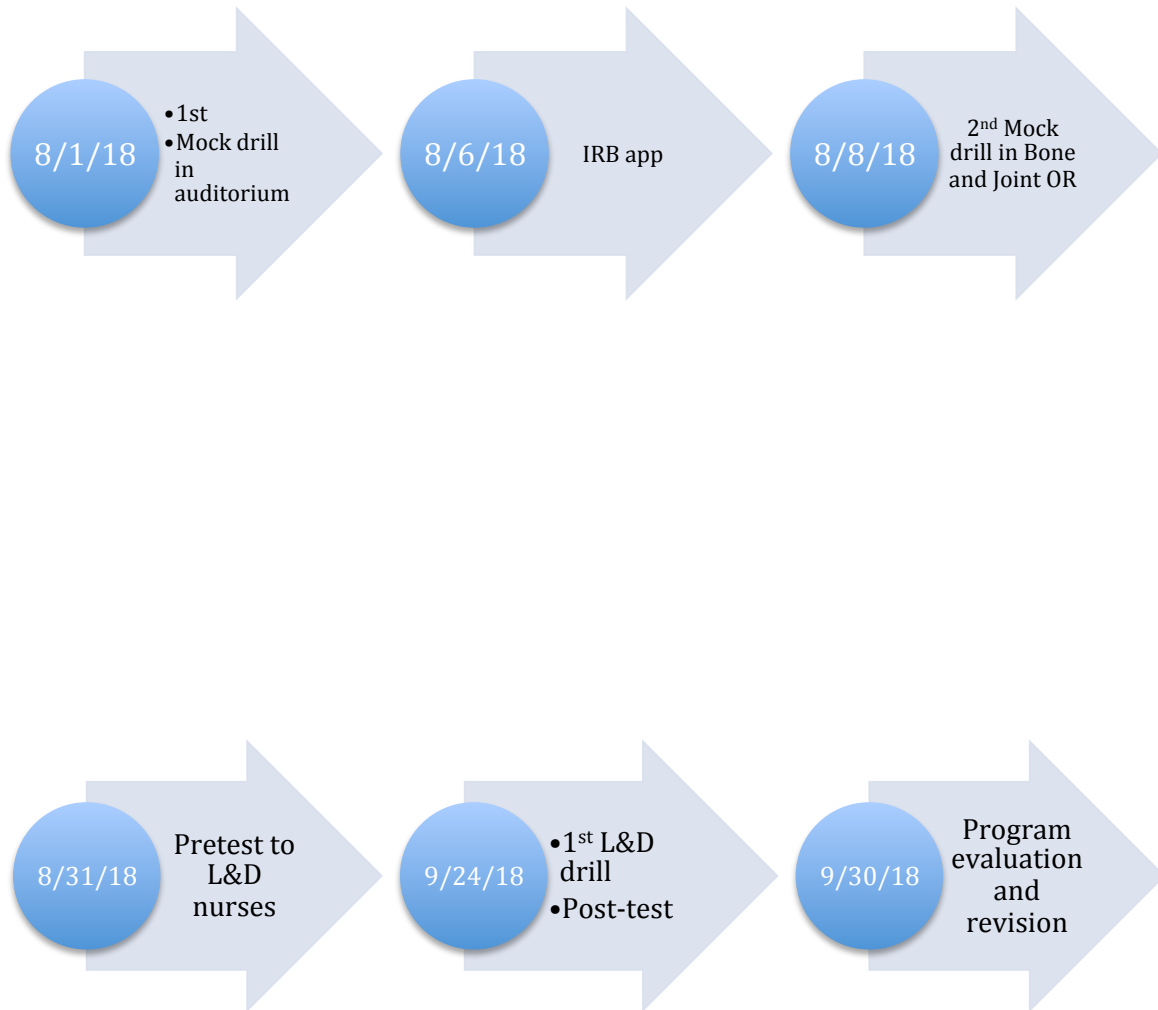 8/1/18
•1st
•Mock drill
in
auditorium
8/6/18
IRB app
8/8/18
2nd Mock
drill in Bone
and Joint OR
8/31/18
Pretest to
L&D
nurses
9/24/18
•1st L&D
drill
•Post-test
9/30/18
Program
evaluation
and
revision